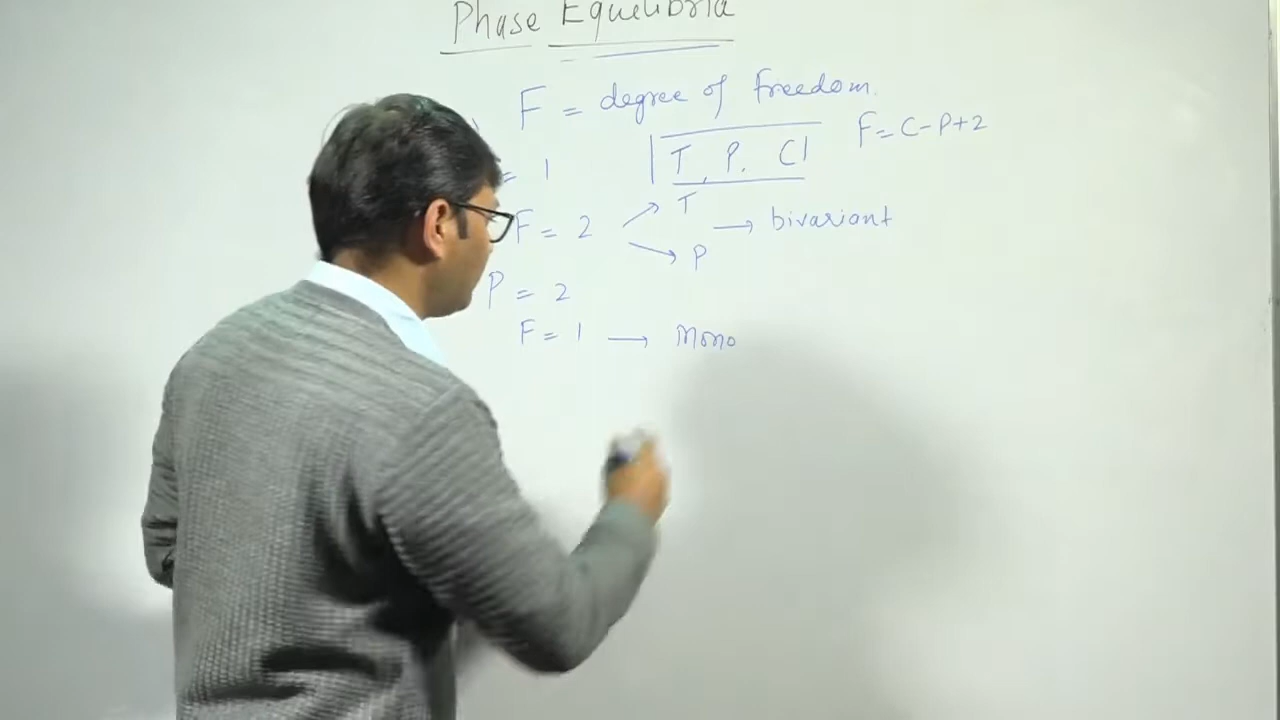 Phase Equilibria
F = degree of freedom.
T, P, C
F = C-P+2
= 1
F = 2
T
P
→ bivariant
P = 2
F = 1 → Mono